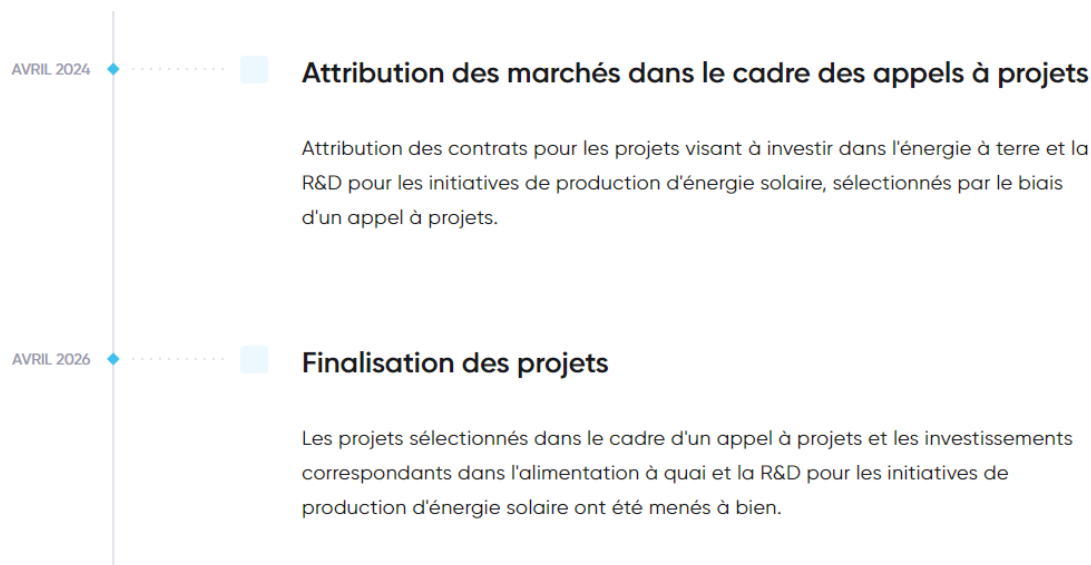 AVRIL 2024
Attribution des marchés dans le cadre des appels à projets
Attribution des contrats pour les projets visant à investir dans l'énergie à terre et la
R&D pour les initiatives de production d'énergie solaire, sélectionnés par le biais
d'un appel à projets.
AVRIL 2026
Finalisation des projets
Les projets sélectionnés dans le cadre d'un appel à projets et les investissements
correspondants dans l'alimentation à quai et la R&D pour les initiatives de
production d'énergie solaire ont été menés à bien.